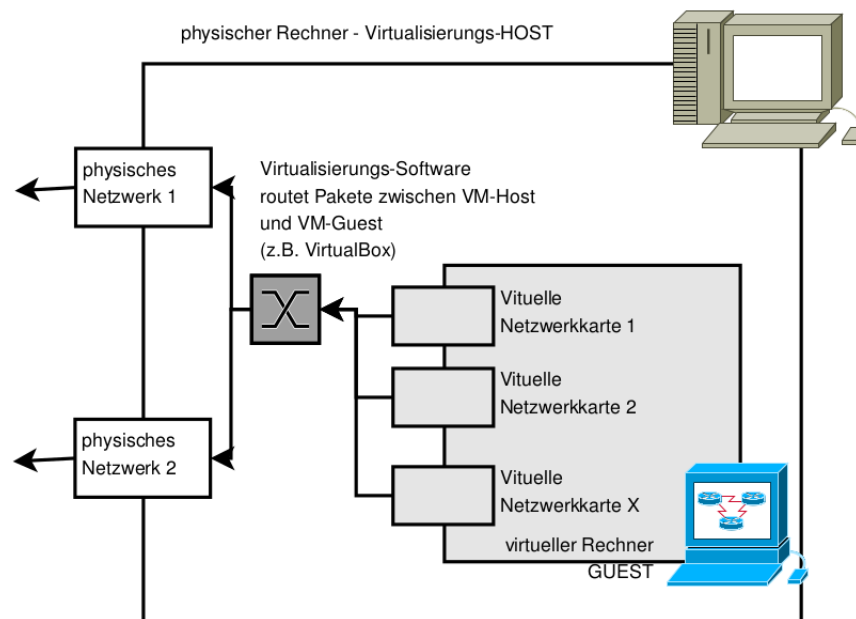 physischer Rechner - Virtualisierungs-HOST
physisches
Netzwerk 1
Virtualisierungs-Software
routet Pakete zwischen VM-Host
und VM-Guest
(z.B. VirtualBox)
Vituelle
Netzwerkkarte 1
Vituelle
Netzwerkkarte 2
physisches
Netzwerk 2
Vituelle
Netzwerkkarte X
virtueller Rechner
GUEST